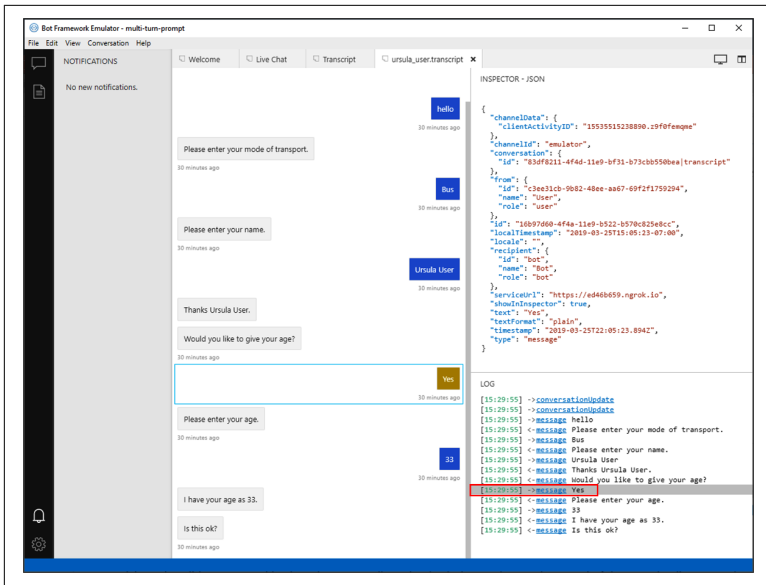 Bot Framework Emulator - multi-turn-prompt
File Edit View Conversation Help
NOTIFICATIONS
No new notifications.
Welcome
Live Chat
Transcript
ursula_user.transcript
hello
30 minutes ago
Please enter your mode of transport.
30 minutes ago
Bus
30 minutes ago
Please enter your name.
30 minutes ago
Ursula User
30 minutes ago
Thanks Ursula User.
Would you like to give your age?
30 minutes ago
Yes
30 minutes ago
Please enter your age.
30 minutes ago
33
30 minutes ago
I have your age as 33.
Is this ok?
30 minutes ago
INSPECTOR - JSON
{
"channelData": {
"clientActivityID": "15535515238890.z9f0femqme"
},
"channelId": "emulator",
"conversation": {
"id": "83df8211-4f4d-11e9-bf31-b73cbb550bea|transcript"
},
"from": {
"id": "c3ee31cb-9b82-48ee-aa67-69f2f1759294",
"name": "User",
"role": "user"
},
"id": "16b97d60-4f4a-11e9-b522-b570c825e8cc",
"localTimestamp": "2019-03-25T15:05:23-07:00",
"locale": "",
"recipient": {
"id": "bot",
"name": "Bot",
"role": "bot"
},
"serviceUrl": "https://ed46b659.ngrok.io",
"showInInspector": true,
"text": "Yes",
"textFormat": "plain",
"timestamp": "2019-03-25T22:05:23.894Z",
"type": "message"
}
LOG
[15:29:55] ->conversationUpdate
[15:29:55] ->conversationUpdate
[15:29:55] ->message hello
[15:29:55] <-message Please enter your mode of transport.
[15:29:55] ->message Bus
[15:29:55] <-message Please enter your name.
[15:29:55] ->message Ursula User
[15:29:55] <-message Thanks Ursula User.
[15:29:55] <-message Would you like to give your age?
[15:29:55] ->message Yes
[15:29:55] <-message Please enter your age.
[15:29:55] ->message 33
[15:29:55] <-message I have your age as 33.
[15:29:55] <-message Is this ok?